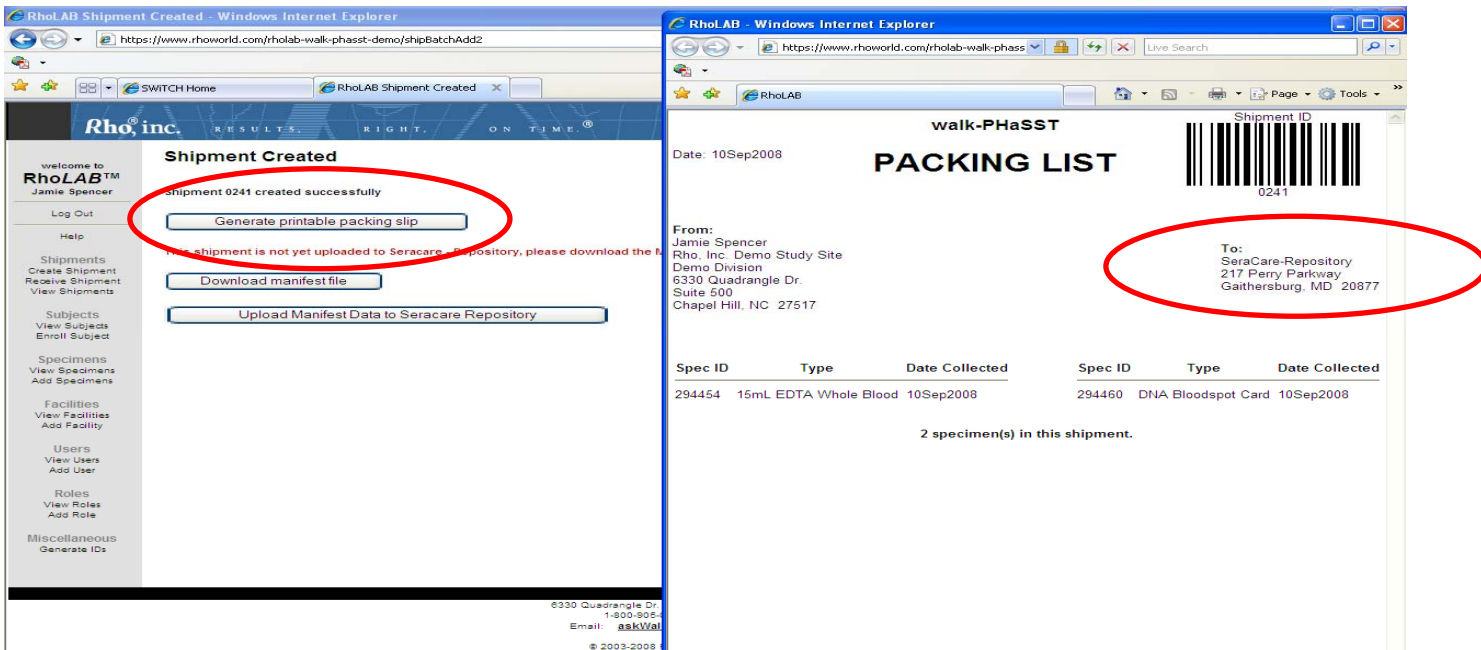 RhoLAB Shipment Created - Windows Internet Explorer
https://www.rhoworld.com/rholab-walk-phasst-demo/shipBatchAdd2
SWiTCH Home
RhoLAB Shipment Created
Rho, inc.® RESULTS. RIGHT. ON TIME.®
welcome to
RhoLAB™
Jamie Spencer
Log Out
Help
Shipments
Create Shipment
Receive Shipment
View Shipments
Subjects
View Subjects
Enroll Subject
Specimens
View Specimens
Add Specimens
Facilities
View Facilities
Add Facility
Users
View Users
Add User
Roles
View Roles
Add Role
Miscellaneous
Generate IDs
Shipment Created
Shipment 0241 created successfully
Generate printable packing slip
This shipment is not yet uploaded to Seracare - Repository, please download the M
Download manifest file
Upload Manifest Data to Seracare Repository
6330 Quadrangle Dr.
1-800-905-
Email: askWal
© 2003-2008
RhoLAB - Windows Internet Explorer
https://www.rhoworld.com/rholab-walk-phass
Live Search
RhoLAB
Page
Tools
walk-PHaSST
Shipment ID
Date: 10Sep2008
PACKING LIST
0241
From:
Jamie Spencer
Rho, Inc. Demo Study Site
Demo Division
6330 Quadrangle Dr.
Suite 500
Chapel Hill, NC 27517
To:
SeraCare-Repository
217 Perry Parkway
Gaithersburg, MD 20877
Spec ID Type Date Collected Spec ID Type Date Collected
294454 15mL EDTA Whole Blood 10Sep2008 294460 DNA Bloodspot Card 10Sep2008
2 specimen(s) in this shipment.